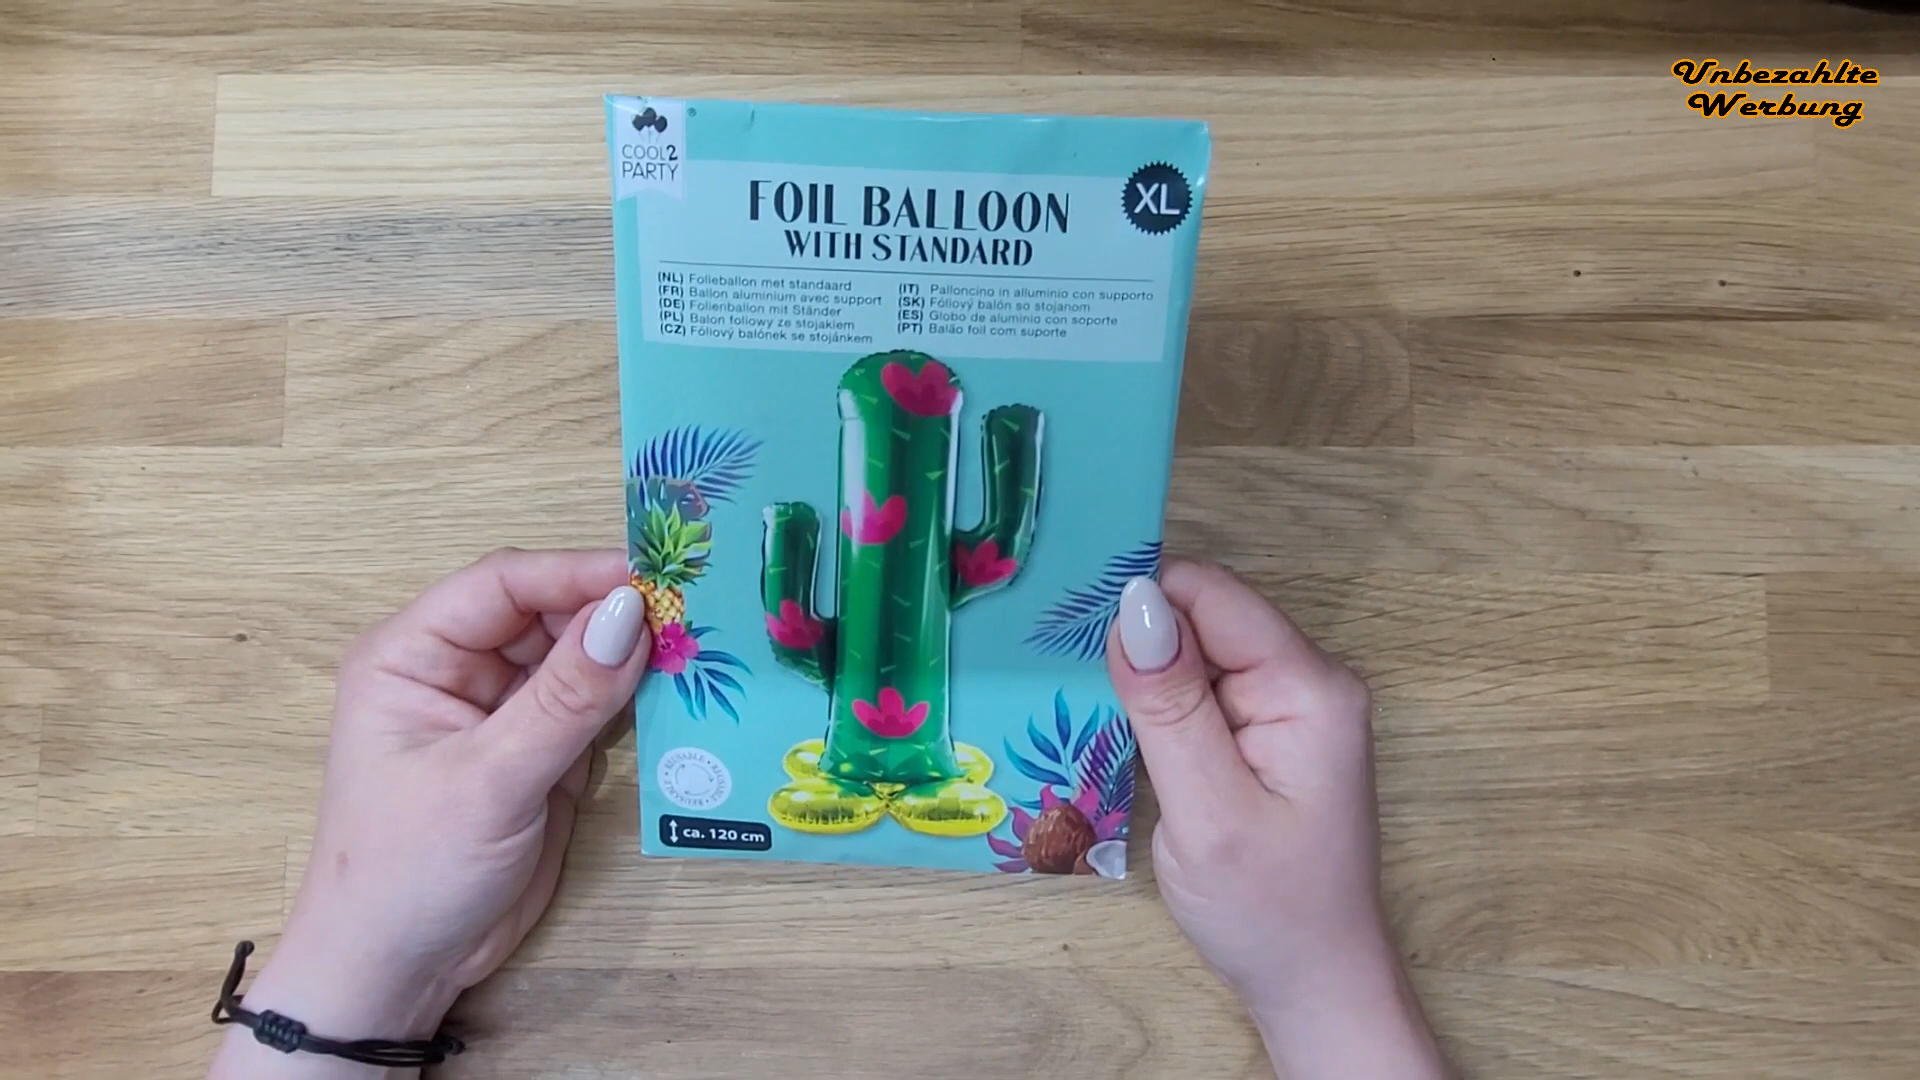 Unbezahlte
Werbung
®
COOL2
PARTY
XL
FOIL BALLOON
WITH STANDARD
(NL) Folieballon met standaard
(FR) Ballon aluminium avec support
(DE) Folienballon mit Ständer
(PL) Balon foliowy ze stojakiem
(CZ) Fóliový balónek se stojánkem
(IT) Palloncino in alluminio con supporto
(SK) Fóliový balón so stojanom
(ES) Globo de aluminio con soporte
(PT) Balão foil com suporte
REUSABLE • REUSABLE • REUSABLE •
ca. 120 cm